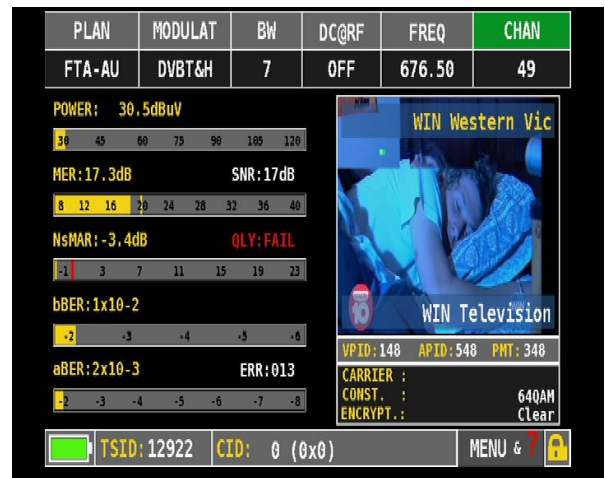 PLAN MODULAT BW DC@RF FREQ CHAN
FTA-AU DVBT&H 7 OFF 676.50 49
POWER: 30.5dBuV
30 45 60 75 90 105 120
MER:17.3dB SNR:17dB
8 12 16 20 24 28 32 36 40
NsMAR:-3.4dB QLY:FAIL
-1 3 7 11 15 19 23
bBER:1x10-2
-2 -3 -4 -5 -6
aBER:2x10-3 ERR:013
-2 -3 -4 -5 -6 -7 -8
WIN Western Vic
10
WIN Television
VPID:148 APID:548 PMT:348
CARRIER :
CONST. : 64QAM
ENCRYPT.: Clear
TSID:12922 CID: 0 (0x0) MENU & ?